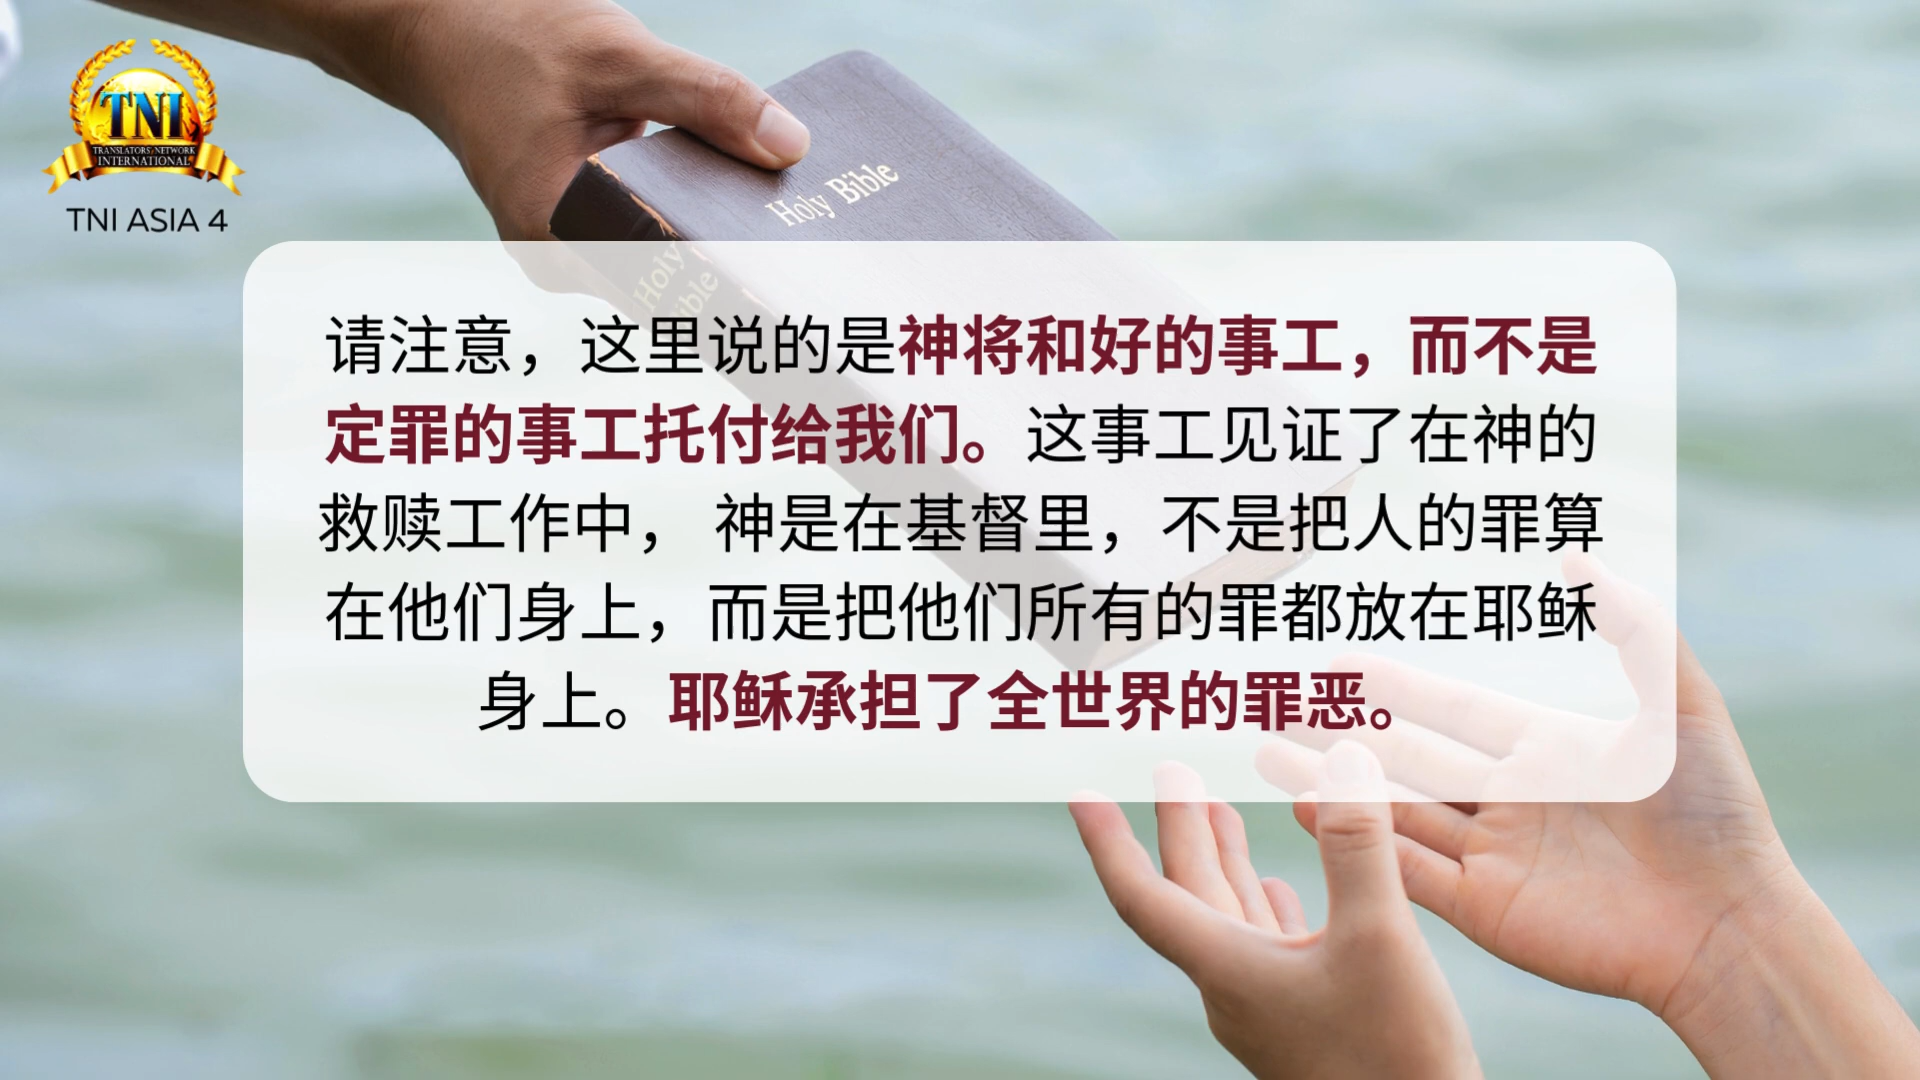 TNI
TRANSLATORS' NETWORK
INTERNATIONAL
TNI ASIA 4
Holy Bible
Holy
Bible
请注意，这里说的是神将和好的事工，而不是
定罪的事工托付给我们。这事工见证了在神的
救赎工作中， 神是在基督里，不是把人的罪算
在他们身上，而是把他们所有的罪都放在耶稣
身上。耶稣承担了全世界的罪恶。